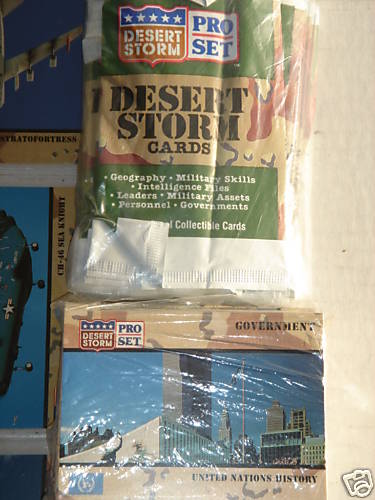 DESERT
STORM
PRO
SET
DESERT
STORM
CARDS
• Geography • Military Skills
• Intelligence Files
• Leaders • Military Assets
Personnel • Governments
Collectible Cards
STRATOFORTRESS
CH-46 SEA KNIGHT
DESERT
STORM
PRO
SET
GOVERNMENT
UNITED NATIONS HISTORY